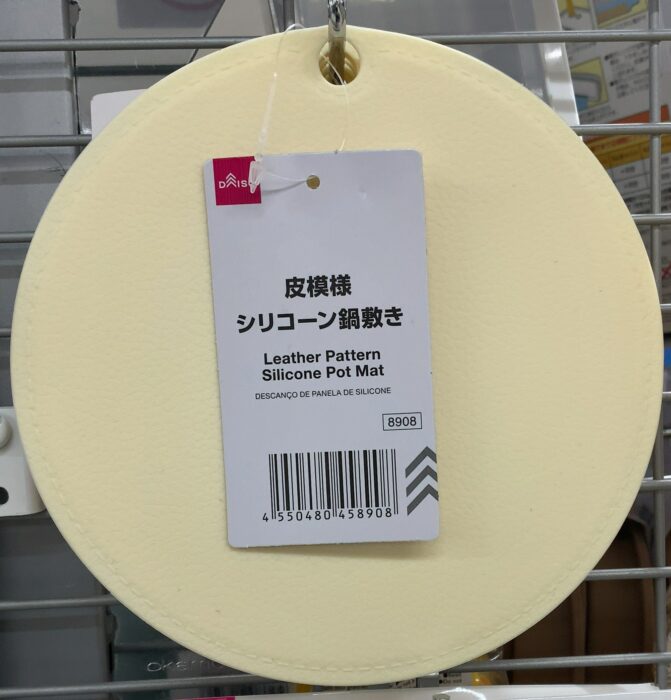 DAISO
皮模様
シリコーン鍋敷き
Leather Pattern
Silicone Pot Mat
DESCANÇO DE PANELA DE SILICONE
8908
4 550480 458908